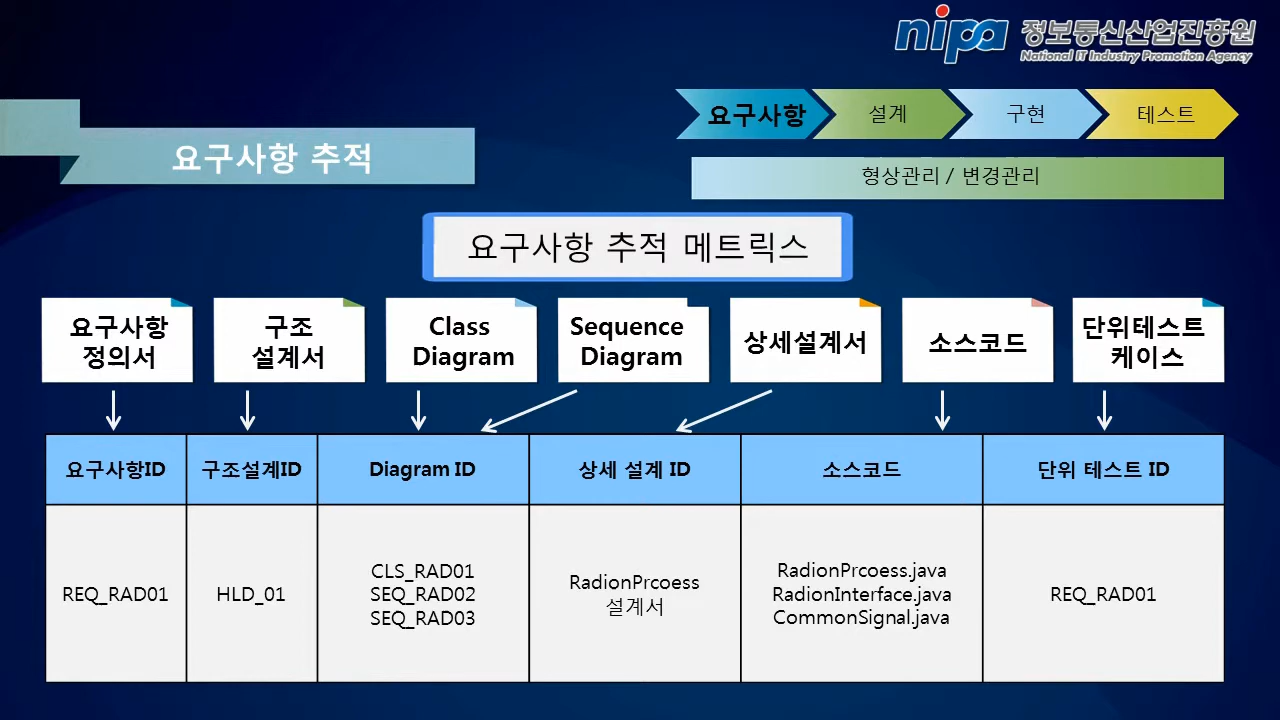 nipa 정보통신산업진흥원
National IT Industry Promotion Agency
요구사항 설계 구현 테스트
요구사항 추적
형상관리 / 변경관리
요구사항 추적 메트릭스
요구사항
정의서
구조
설계서
Class
Diagram
Sequence
Diagram
상세설계서
소스코드
단위테스트
케이스
요구사항ID 구조설계ID Diagram ID 상세 설계 ID 소스코드 단위 테스트 ID
REQ_RAD01
HLD_01
CLS_RAD01
SEQ_RAD02
SEQ_RAD03
RadionPrcoess
설계서
RadionPrcoess.java
RadionInterface.java
CommonSignal.java
REQ_RAD01